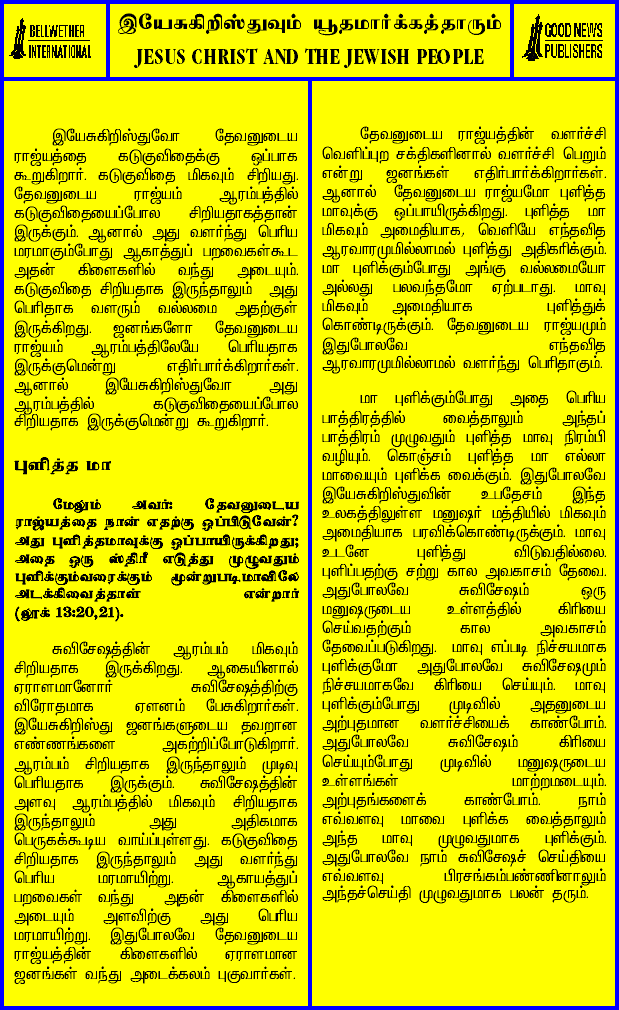 BELLWETHER
INTERNATIONAL
இயேசுகிறிஸ்துவும் யூதமார்க்கத்தாரும்
JESUS CHRIST AND THE JEWISH PEOPLE
GOOD NEWS
PUBLISHERS
இயேசுகிறிஸ்துவோ தேவனுடைய
ராஜ்யத்தை கடுகுவிதைக்கு ஒப்பாக
கூறுகிறார். கடுகுவிதை மிகவும் சிறியது.
தேவனுடைய ராஜ்யம் ஆரம்பத்தில்
கடுகுவிதையைப்போல சிறியதாகத்தான்
இருக்கும். ஆனால் அது வளர்ந்து பெரிய
மரமாகும்போது ஆகாத்துப் பறவைகள்கூட
அதன் கிளைகளில் வந்து அடையும்.
கடுகுவிதை சிறியதாக இருந்தாலும் அது
பெரிதாக வளரும் வல்லமை அதற்குள்
இருக்கிறது. ஜனங்களோ தேவனுடைய
ராஜ்யம் ஆரம்பத்திலேயே பெரியதாக
இருக்குமென்று எதிர்பார்க்கிறார்கள்.
ஆனால் இயேசுகிறிஸ்துவோ அது
ஆரம்பத்தில் கடுகுவிதையைப்போல
சிறியதாக இருக்குமென்று கூறுகிறார்.
புளித்த மா
மேலும் அவர்: தேவனுடைய
ராஜ்யத்தை நான் எதற்கு ஒப்பிடுவேன்?
அது புளித்தமாவுக்கு ஒப்பாயிருக்கிறது;
அதை ஒரு ஸ்திரீ எடுத்து முழுவதும்
புளிக்கும்வரைக்கும் மூன்றுபடிமாவிலே
அடக்கிவைத்தாள் என்றார்
(லூக் 13:20,21).
சுவிசேஷத்தின் ஆரம்பம் மிகவும்
சிறியதாக இருக்கிறது. ஆகையினால்
ஏராளமானோர் சுவிசேஷத்திற்கு
விரோதமாக ஏளனம் பேசுகிறார்கள்.
இயேசுகிறிஸ்து ஜனங்களுடைய தவறான
எண்ணங்களை அகற்றிப்போடுகிறார்.
ஆரம்பம் சிறியதாக இருந்தாலும் முடிவு
பெரியதாக இருக்கும். சுவிசேஷத்தின்
அளவு ஆரம்பத்தில் மிகவும் சிறியதாக
இருந்தாலும் அது அதிகமாக
பெருகக்கூடிய வாய்ப்புள்ளது. கடுகுவிதை
சிறியதாக இருந்தாலும் அது வளர்ந்து
பெரிய மரமாயிற்று. ஆகாயத்துப்
பறவைகள் வந்து அதன் கிளைகளில்
அடையும் அளவிற்கு அது பெரிய
மரமாயிற்று. இதுபோலவே தேவனுடைய
ராஜ்யத்தின் கிளைகளில் ஏராளமான
ஜனங்கள் வந்து அடைக்கலம் புகுவார்கள்.
தேவனுடைய ராஜ்யத்தின் வளர்ச்சி
வெளிப்புற சக்திகளினால் வளர்ச்சி பெறும்
என்று ஜனங்கள் எதிர்பார்க்கிறார்கள்.
ஆனால் தேவனுடைய ராஜ்யமோ புளித்த
மாவுக்கு ஒப்பாயிருக்கிறது. புளித்த மா
மிகவும் அமைதியாக, வெளியே எந்தவித
ஆரவாரமுமில்லாமல் புளித்து அதிகரிக்கும்.
மா புளிக்கும்போது அங்கு வல்லமையோ
அல்லது பலவந்தமோ ஏற்படாது. மாவு
மிகவும் அமைதியாக புளித்துக்
கொண்டிருக்கும். தேவனுடைய ராஜ்யமும்
இதுபோலவே எந்தவித
ஆரவாரமுமில்லாமல் வளர்ந்து பெரிதாகும்.
மா புளிக்கும்போது அதை பெரிய
பாத்திரத்தில் வைத்தாலும் அந்தப்
பாத்திரம் முழுவதும் புளித்த மாவு நிரம்பி
வழியும். கொஞ்சம் புளித்த மா எல்லா
மாவையும் புளிக்க வைக்கும். இதுபோலவே
இயேசுகிறிஸ்துவின் உபதேசம் இந்த
உலகத்திலுள்ள மனுஷர் மத்தியில் மிகவும்
அமைதியாக பரவிக்கொண்டிருக்கும். மாவு
உடனே புளித்து விடுவதில்லை.
புளிப்பதற்கு சற்று கால அவகாசம் தேவை.
அதுபோலவே சுவிசேஷம் ஒரு
மனுஷருடைய உள்ளத்தில் கிரியை
செய்வதற்கும் கால அவகாசம்
தேவைப்படுகிறது. மாவு எப்படி நிச்சயமாக
புளிக்குமோ அதுபோலவே சுவிசேஷமும்
நிச்சயமாகவே கிரியை செய்யும். மாவு
புளிக்கும்போது முடிவில் அதனுடைய
அற்புதமான வளர்ச்சியைக் காண்போம்.
அதுபோலவே சுவிசேஷம் கிரியை
செய்யும்போது முடிவில் மனுஷருடைய
உள்ளங்கள் மாற்றமடையும்.
அற்புதங்களைக் காண்போம். நாம்
எவ்வளவு மாவை புளிக்க வைத்தாலும்
அந்த மாவு முழுவதுமாக புளிக்கும்.
அதுபோலவே நாம் சுவிசேஷச் செய்தியை
எவ்வளவு பிரசங்கம்பண்ணினாலும்
அந்தச்செய்தி முழுவதுமாக பலன் தரும்.